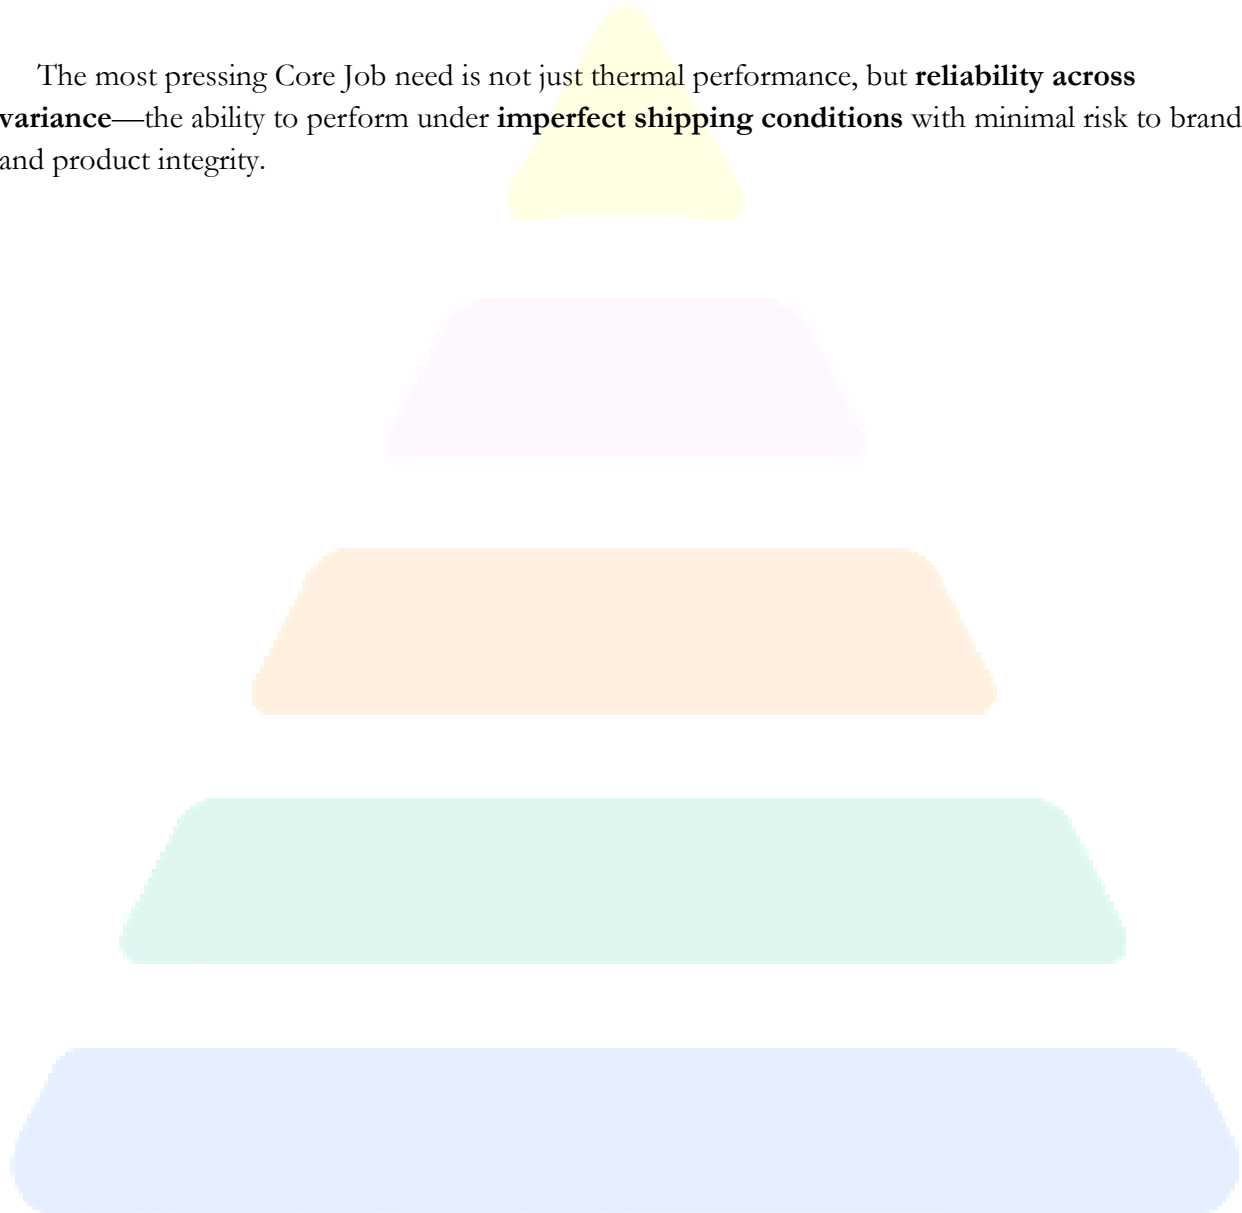 The most pressing Core Job need is not just thermal performance, but reliability across
variance—the ability to perform under imperfect shipping conditions with minimal risk to brand
and product integrity.